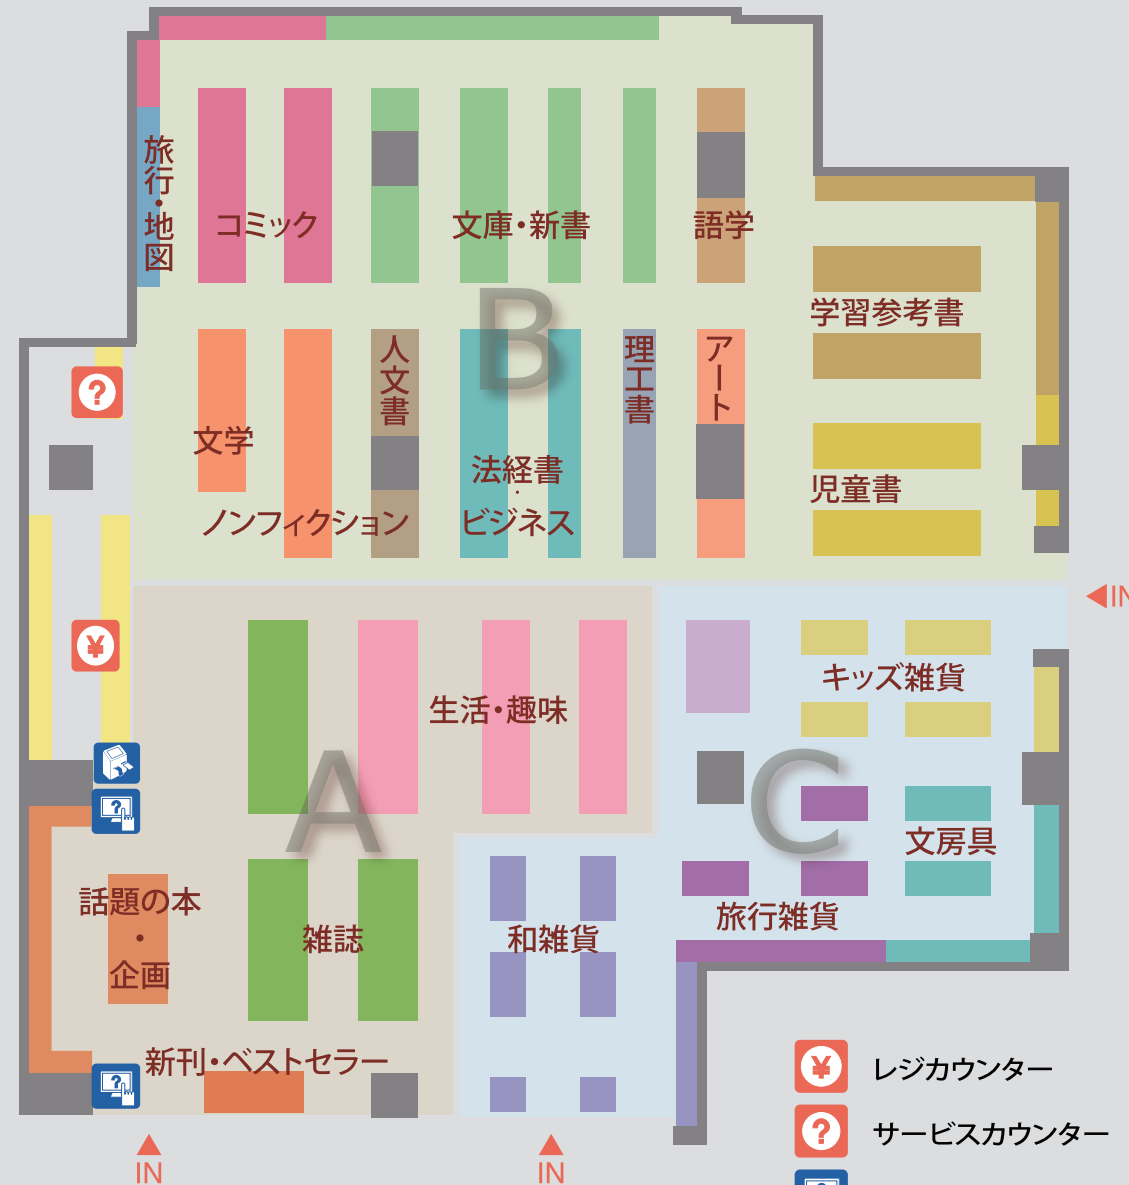 旅行・地図
コミック
文庫・新書
語学
学習参考書
B
人文書
理工書
アート
文学
法経書
・
ビジネス
児童書
ノンフィクション
?
IN
¥
生活・趣味
キッズ雑貨
A
C
?
文房具
話題の本
・
企画
雑誌
和雑貨
旅行雑貨
新刊・ベストセラー
?
¥ レジカウンター
? サービスカウンター
IN
IN